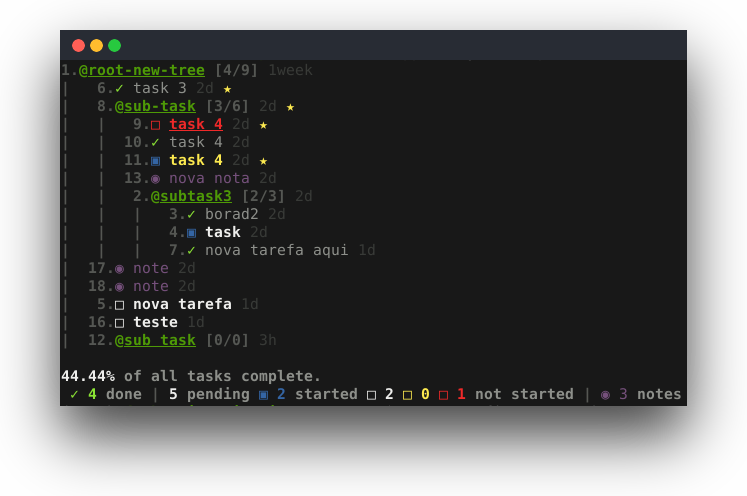 1.@root-new-tree [4/9] 1week
|   6.✓ task 3 2d ★
|   8.@sub-task [3/6] 2d ★
|   |   9.□ task 4 2d ★
|   |  10.✓ task 4 2d
|   |  11.▣ task 4 2d ★
|   |  13.◉ nova nota 2d
|   |   2.@subtask3 [2/3] 2d
|   |   |   3.✓ borad2 2d
|   |   |   4.▣ task 2d
|   |   |   7.✓ nova tarefa aqui 1d
|  17.◉ note 2d
|  18.◉ note 2d
|   5.□ nova tarefa 1d
|  16.□ teste 1d
|  12.@sub task [0/0] 3h
44.44% of all tasks complete.
✓ 4 done | 5 pending ▣ 2 started □ 2 □ 0 □ 1 not started | ◉ 3 notes